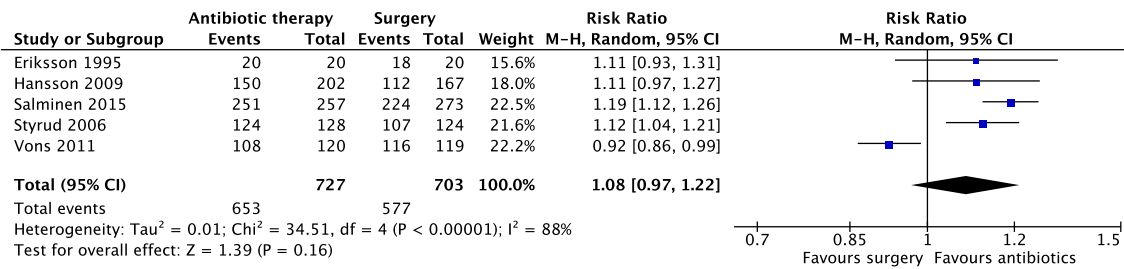 Antibiotic therapy Surgery Risk Ratio Risk Ratio
Study or Subgroup Events Total Events Total Weight M-H, Random, 95% CI M-H, Random, 95% CI
Eriksson 1995 20 20 18 20 15.6% 1.11 [0.93, 1.31]
Hansson 2009 150 202 112 167 18.0% 1.11 [0.97, 1.27]
Salminen 2015 251 257 224 273 22.5% 1.19 [1.12, 1.26]
Styrud 2006 124 128 107 124 21.6% 1.12 [1.04, 1.21]
Vons 2011 108 120 116 119 22.2% 0.92 [0.86, 0.99]
Total (95% CI) 727 703 100.0% 1.08 [0.97, 1.22]
Total events 653 577
Heterogeneity: Tau² = 0.01; Chi² = 34.51, df = 4 (P < 0.00001); I² = 88%
Test for overall effect: Z = 1.39 (P = 0.16)
0.7 0.85 1 1.2 1.5
Favours surgery Favours antibiotics